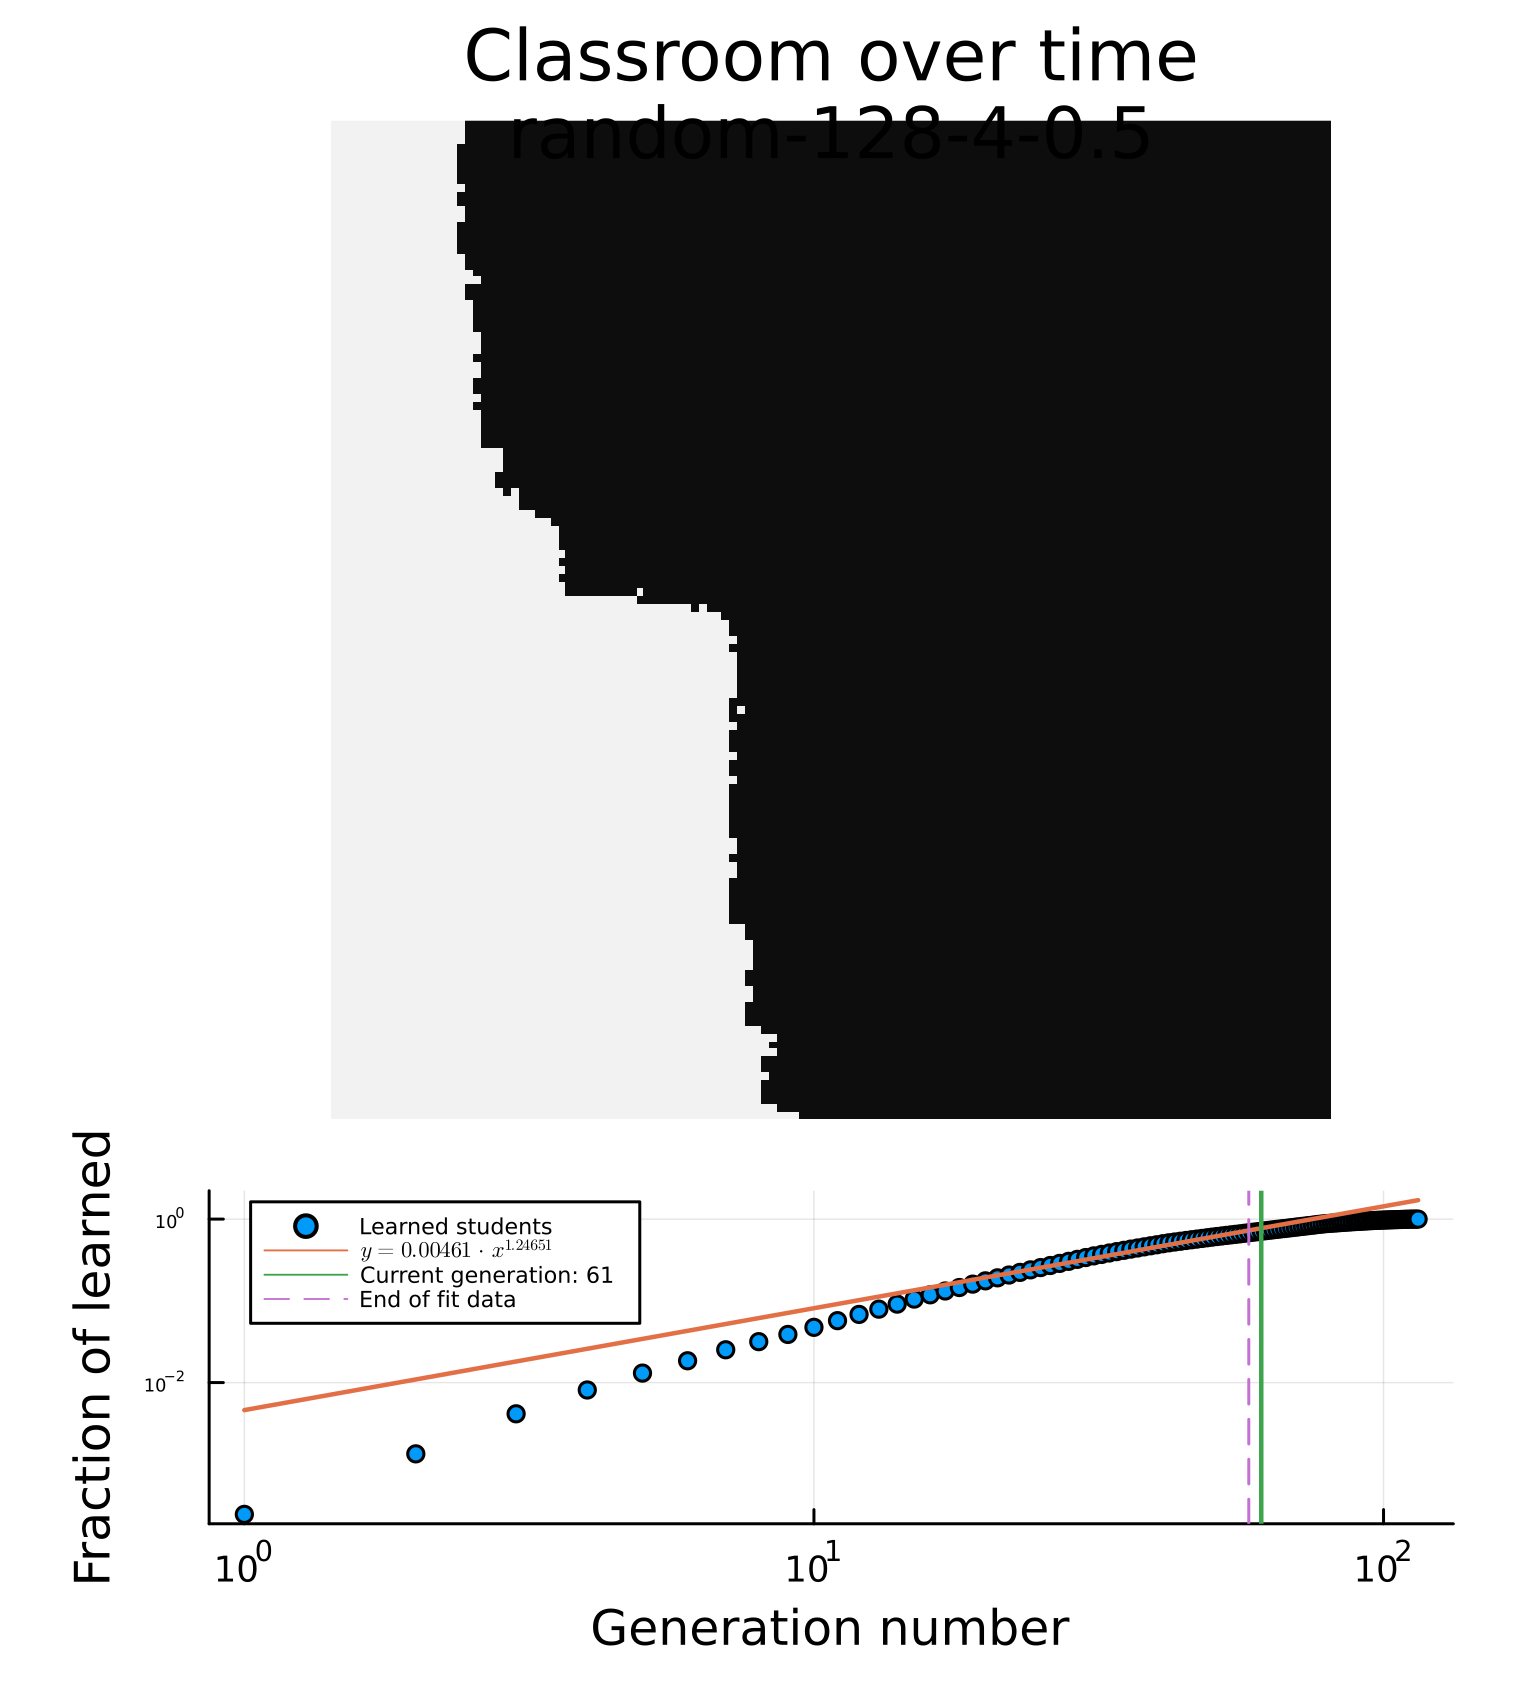 Classroom over time
random-128-4-0.5
Fraction of learned
10⁰
10⁻²
Learned students
y = 0.00461 · x^1.24651
Current generation: 61
End of fit data
10⁰
10¹
10²
Generation number